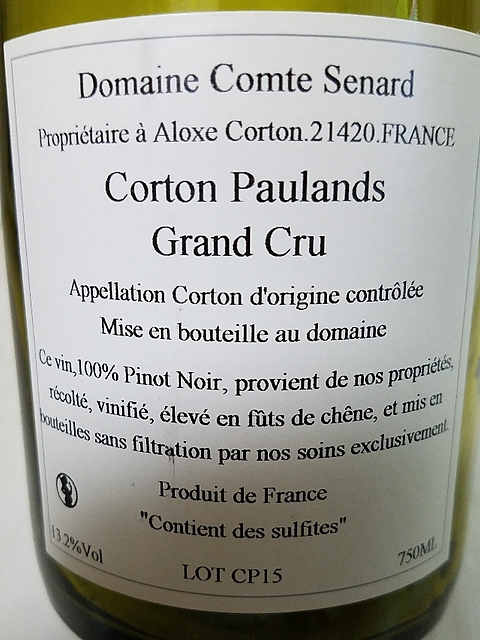 Domaine Comte Senard
Propriétaire à Aloxe Corton.21420.FRANCE
Corton Paulands
Grand Cru
Appellation Corton d'origine contrôlée
Mise en bouteille au domaine
Ce vin,100% Pinot Noir, provient de nos propriétés,
récolté, vinifié, élevé en fûts de chêne, et mis en
bouteilles sans filtration par nos soins exclusivement.
Produit de France
"Contient des sulfites"
13.2%Vol
750ML
LOT CP15